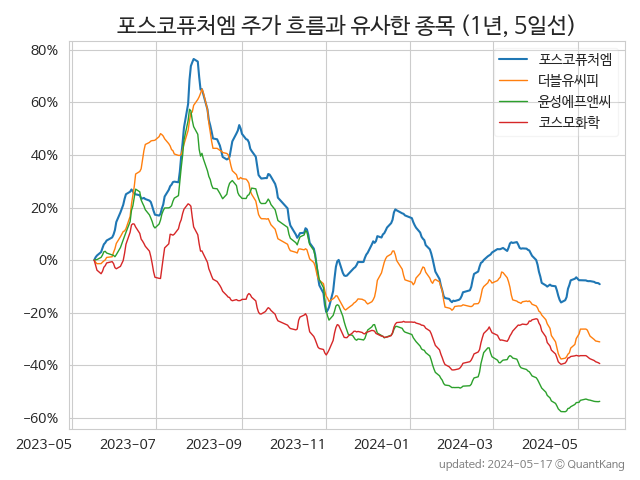 포스코퓨처엠 주가 흐름과 유사한 종목 (1년, 5일선)
80%
60%
40%
20%
0%
−20%
−40%
−60%
포스코퓨처엠
더블유씨피
윤성에프앤씨
코스모화학
2023-05 2023-07 2023-09 2023-11 2024-01 2024-03 2024-05
updated: 2024-05-17 © QuantKang